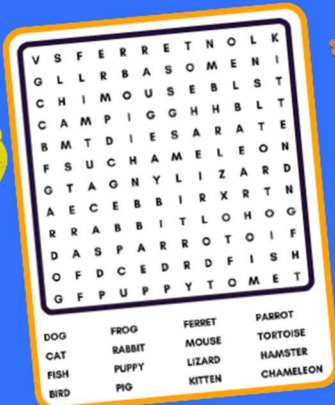 V S F E R R E T N O L K
G L L R B A S O M E N I
C H I M O U S E B L S T
C A M P I G G H H B L T
B M T D I E S A R A T E
F S U C H A M E L E O N
G T A G N Y L I Z A R D
A E C E B B I R X R T N
R R A B B I T L O H O G
D A S P A R R O T O I F
O F D C E D R D F I S H
G F P U P P Y T O M E T
DOG FROG FERRET PARROT
CAT RABBIT MOUSE TORTOISE
FISH PUPPY LIZARD HAMSTER
BIRD PIG KITTEN CHAMELEON